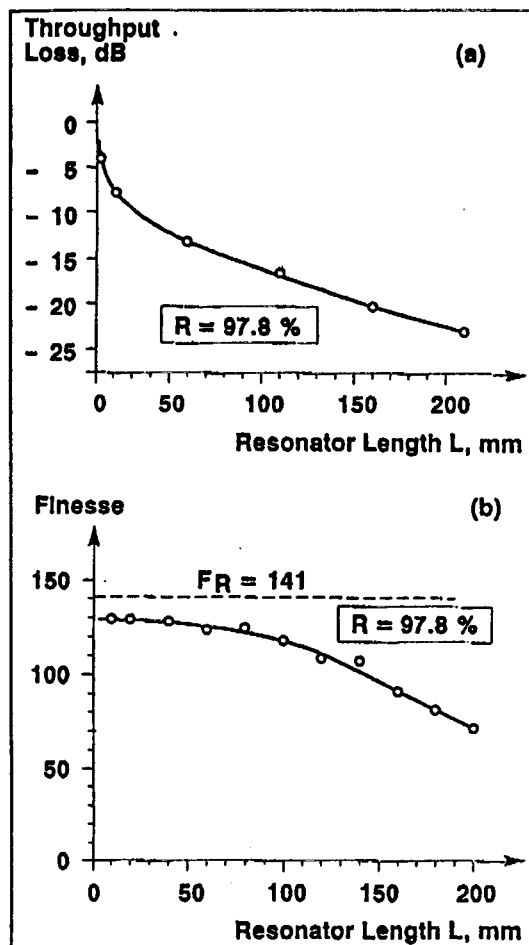 Throughput
Loss, dB
(a)
0
- 5
- 10
- 15
- 20
- 25
R = 97.8 %
0 50 100 150 200
Resonator Length L, mm
Finesse
(b)
150
FR = 141
R = 97.8 %
100
50
0
0 50 100 150 200
Resonator Length L, mm